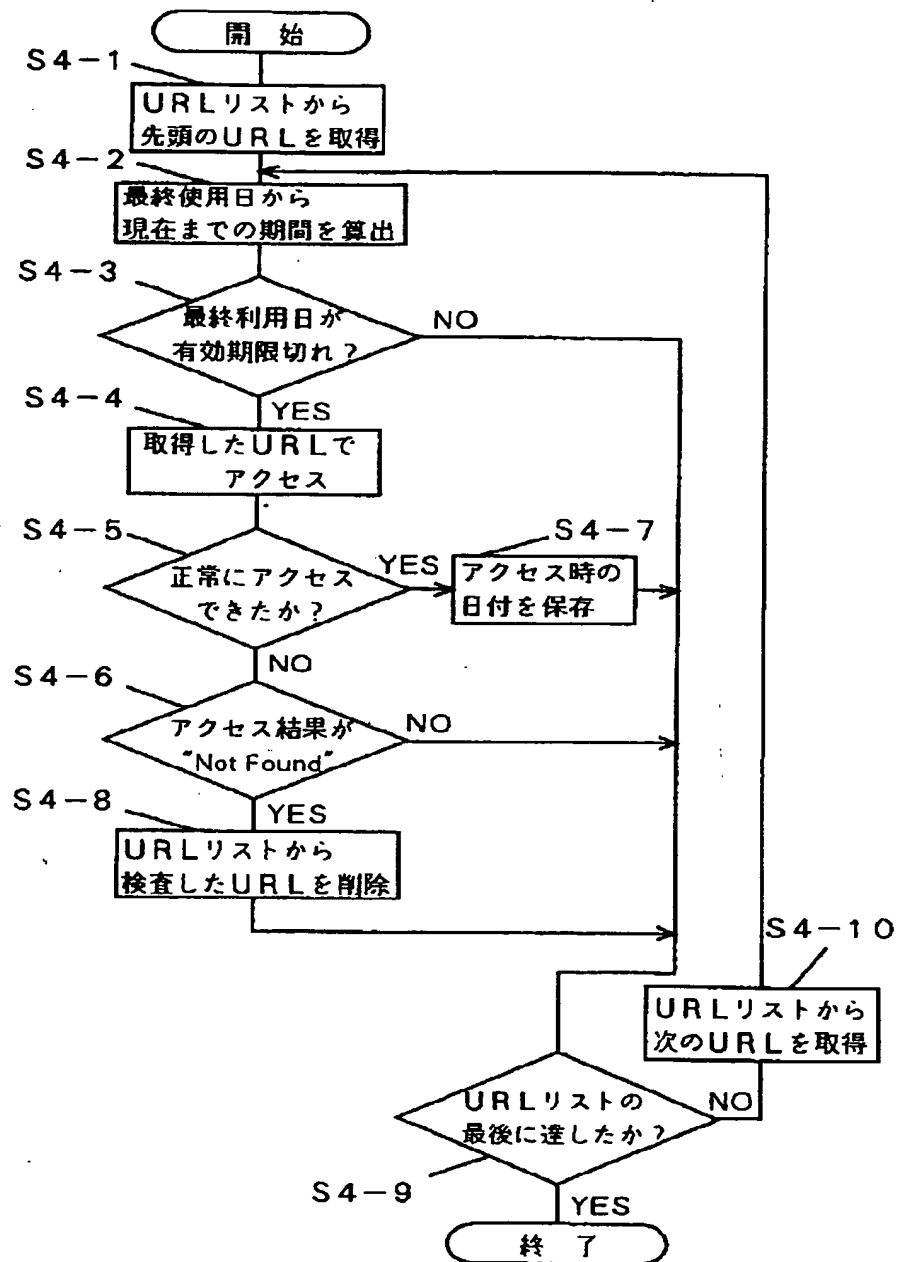 開 始
S4-1
URLリストから
先頭のURLを取得
S4-2
最終使用日から
現在までの期間を算出
S4-3
最終利用日が
有効期限切れ?
NO
YES
S4-4
取得したURLで
アクセス
S4-5
正常にアクセス
できたか?
YES
S4-7
アクセス時の
日付を保存
NO
S4-6
アクセス結果が
"Not Found"
NO
YES
S4-8
URLリストから
検査したURLを削除
S4-10
URLリストから
次のURLを取得
URLリストの
最後に達したか?
NO
S4-9
YES
終 了